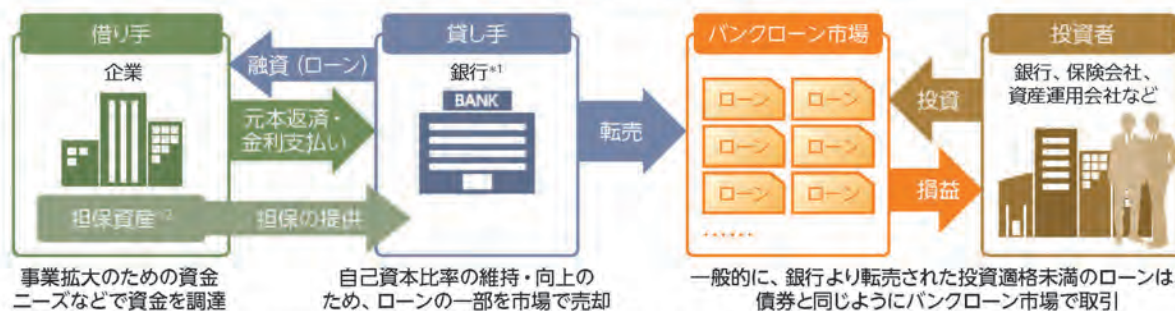 借り手
企業
融資（ローン）
元本返済・
金利支払い
担保資産*2
担保の提供
事業拡大のための資金
ニーズなどで資金を調達
貸し手
銀行*1
BANK
転売
自己資本比率の維持・向上の
ため、ローンの一部を市場で売却
バンクローン市場
ローン
ローン
ローン
ローン
ローン
ローン
……
投資
損益
投資者
銀行、保険会社、
資産運用会社など
一般的に、銀行より転売された投資適格未満のローンは
債券と同じようにバンクローン市場で取引